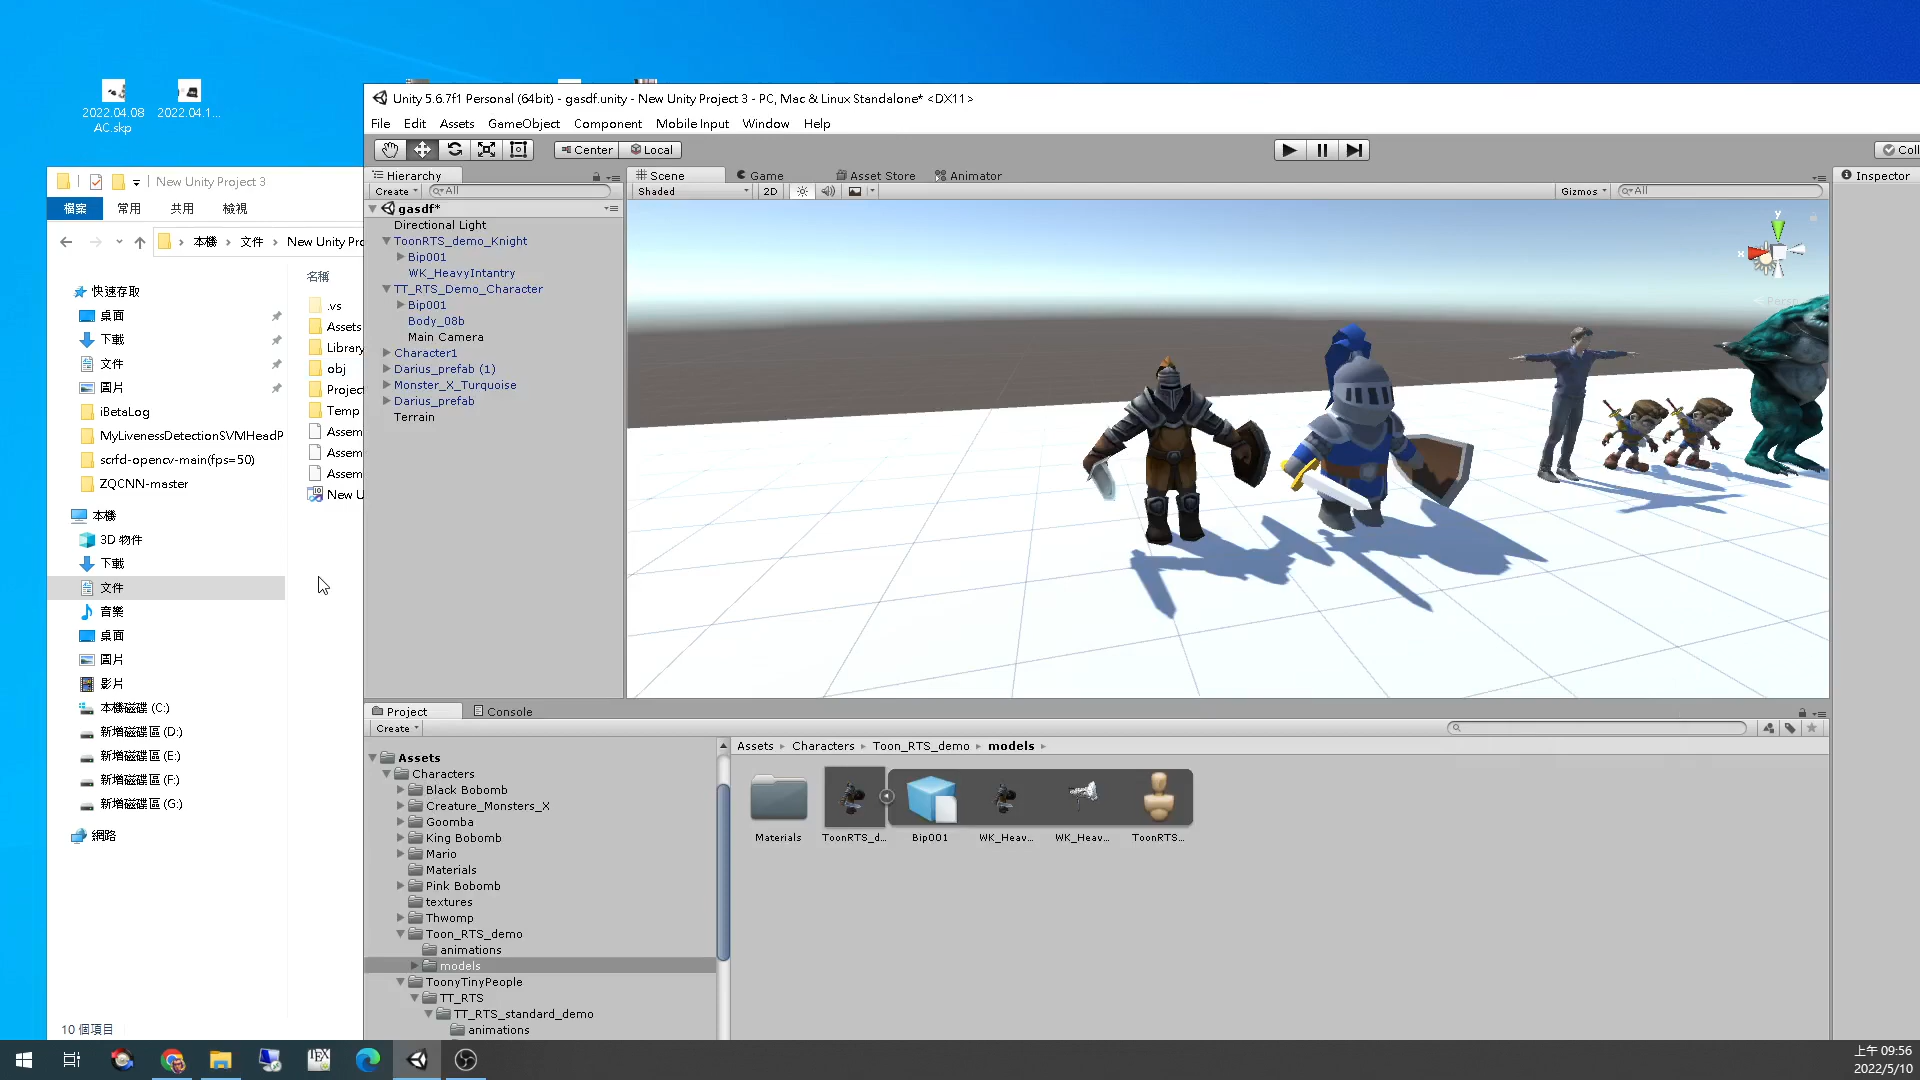 2022.04.08
AC.skp
2022.04.1...
New Unity Project 3
檔案 常用 共用 檢視
本機 文件 New Unity Pro
名稱
快速存取
桌面
下載
文件
圖片
iBetaLog
MyLivenessDetectionSVMHeadP
scrfd-opencv-main(fps=50)
ZQCNN-master
本機
3D 物件
下載
文件
音樂
桌面
圖片
影片
本機磁碟 (C:)
新增磁碟區 (D:)
新增磁碟區 (E:)
新增磁碟區 (F:)
新增磁碟區 (G:)
網路
.vs
Assets
Library
obj
Project
Temp
Assem
Assem
Assem
New U
10 個項目
Unity 5.6.7f1 Personal (64bit) - gasdf.unity - New Unity Project 3 - PC, Mac & Linux Standalone* <DX11>
File Edit Assets GameObject Component Mobile Input Window Help
Center Local
Coll
Hierarchy
Create All
gasdf*
Directional Light
ToonRTS_demo_Knight
Bip001
WK_HeavyIntantry
TT_RTS_Demo_Character
Bip001
Body_08b
Main Camera
Character1
Darius_prefab (1)
Monster_X_Turquoise
Darius_prefab
Terrain
Scene Game Asset Store Animator
Shaded 2D Gizmos All
y
x
Persp
Inspector
Project Console
Create
Assets
Characters
Black Bobomb
Creature_Monsters_X
Goomba
King Bobomb
Mario
Materials
Pink Bobomb
textures
Thwomp
Toon_RTS_demo
animations
models
ToonyTinyPeople
TT_RTS
TT_RTS_standard_demo
animations
Assets Characters Toon_RTS_demo models
Materials ToonRTS_d... Bip001 WK_Heav... WK_Heav... ToonRTS...
TEX
上午 09:56
2022/5/10